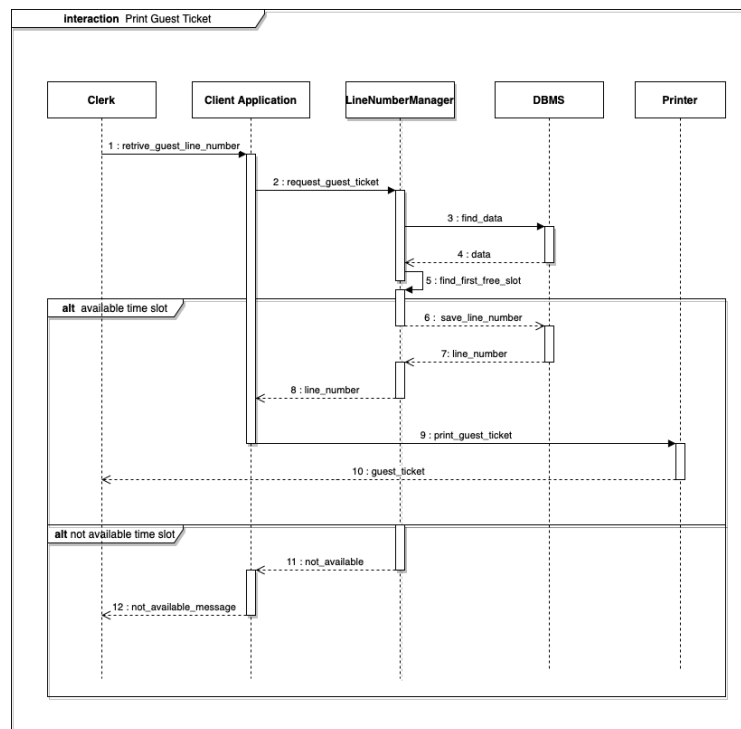 interaction Print Guest Ticket
Clerk
Client Application
LineNumberManager
DBMS
Printer
1 : retrive_guest_line_number
2 : request_guest_ticket
3 : find_data
4 : data
5 : find_first_free_slot
alt available time slot
6 : save_line_number
7: line_number
8 : line_number
9 : print_guest_ticket
10 : guest_ticket
alt not available time slot
11 : not_available
12 : not_available_message